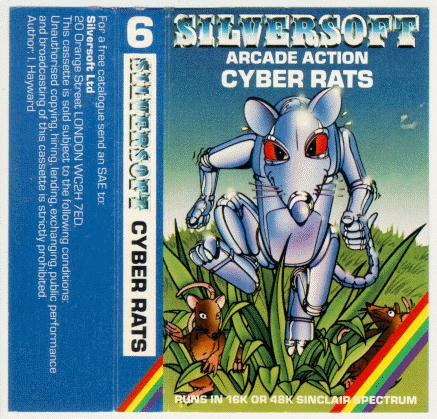 For a free catalogue send an SAE to:
Silversoft Ltd
20 Orange Street LONDON WC2H 7ED.
This cassette is sold subject to the following conditions:
Unauthorised copying, hiring, lending, exchanging, public performance
and broadcasting of this cassette is strictly prohibited.
Author: I. Hayward
6 SILVERSOFT CYBER RATS
SILVERSOFT
ARCADE ACTION
CYBER RATS
RUNS IN 16K OR 48K SINCLAIR SPECTRUM